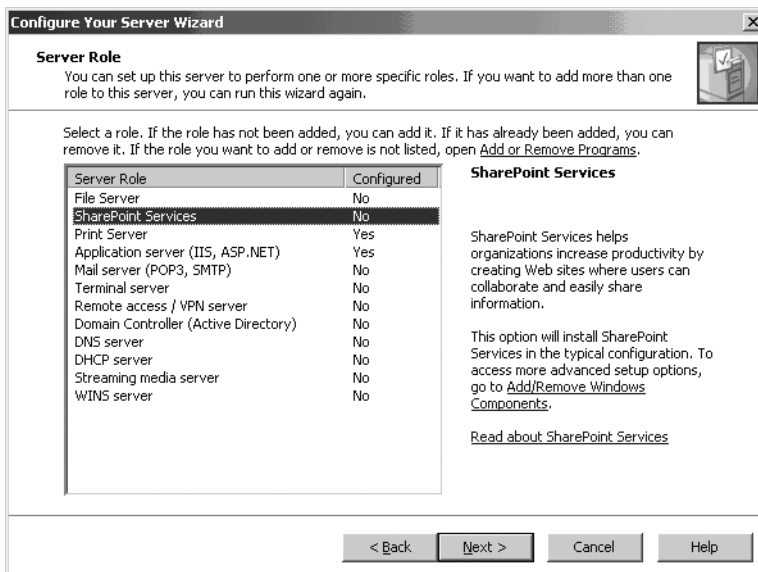 Configure Your Server Wizard
Server Role
You can set up this server to perform one or more specific roles. If you want to add more than one
role to this server, you can run this wizard again.
Select a role. If the role has not been added, you can add it. If it has already been added, you can
remove it. If the role you want to add or remove is not listed, open Add or Remove Programs.
Server Role Configured
File Server No
SharePoint Services No
Print Server Yes
Application server (IIS, ASP.NET) Yes
Mail server (POP3, SMTP) No
Terminal server No
Remote access / VPN server No
Domain Controller (Active Directory) No
DNS server No
DHCP server No
Streaming media server No
WINS server No
SharePoint Services
SharePoint Services helps
organizations increase productivity by
creating Web sites where users can
collaborate and easily share
information.
This option will install SharePoint
Services in the typical configuration. To
access more advanced setup options,
go to Add/Remove Windows
Components.
Read about SharePoint Services
< Back Next > Cancel Help